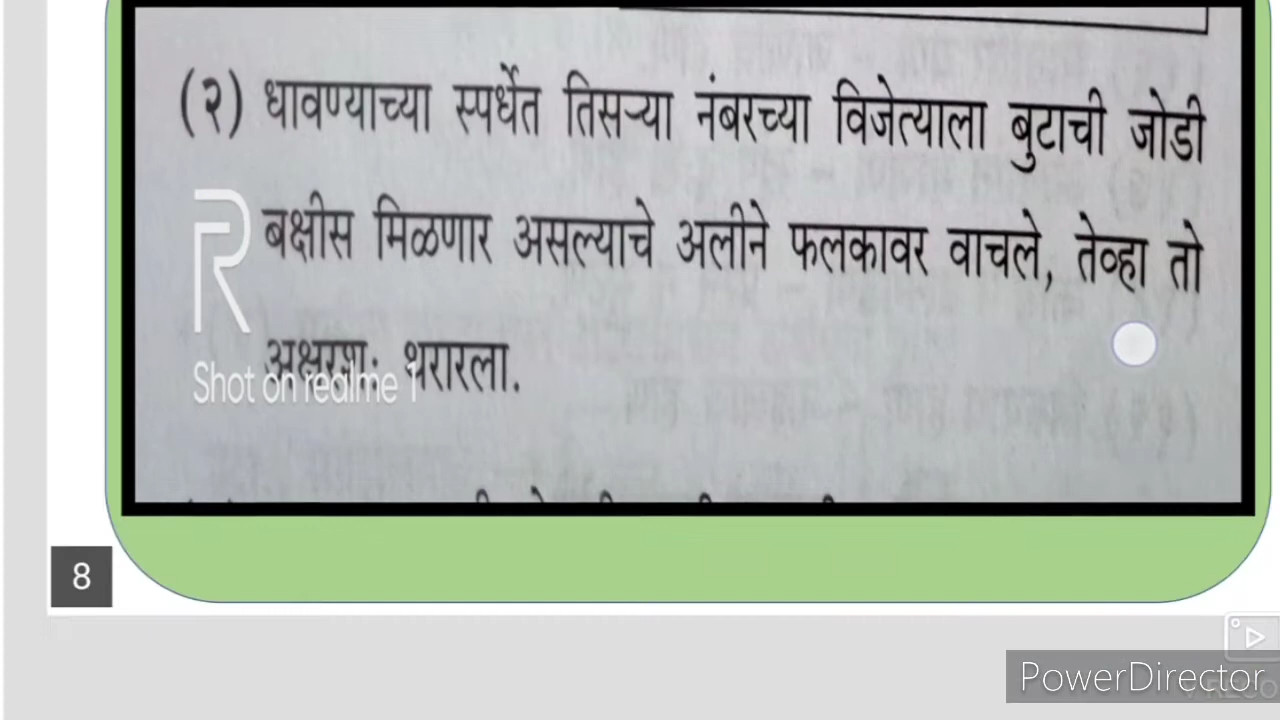 (२) धावण्याच्या स्पर्धेत तिसऱ्या नंबरच्या विजेत्याला बुटाची जोडी
बक्षीस मिळणार असल्याचे अलीने फलकावर वाचले, तेव्हा तो
अक्षरशः थरारला.
R
Shot on realme 1
8
PowerDirector